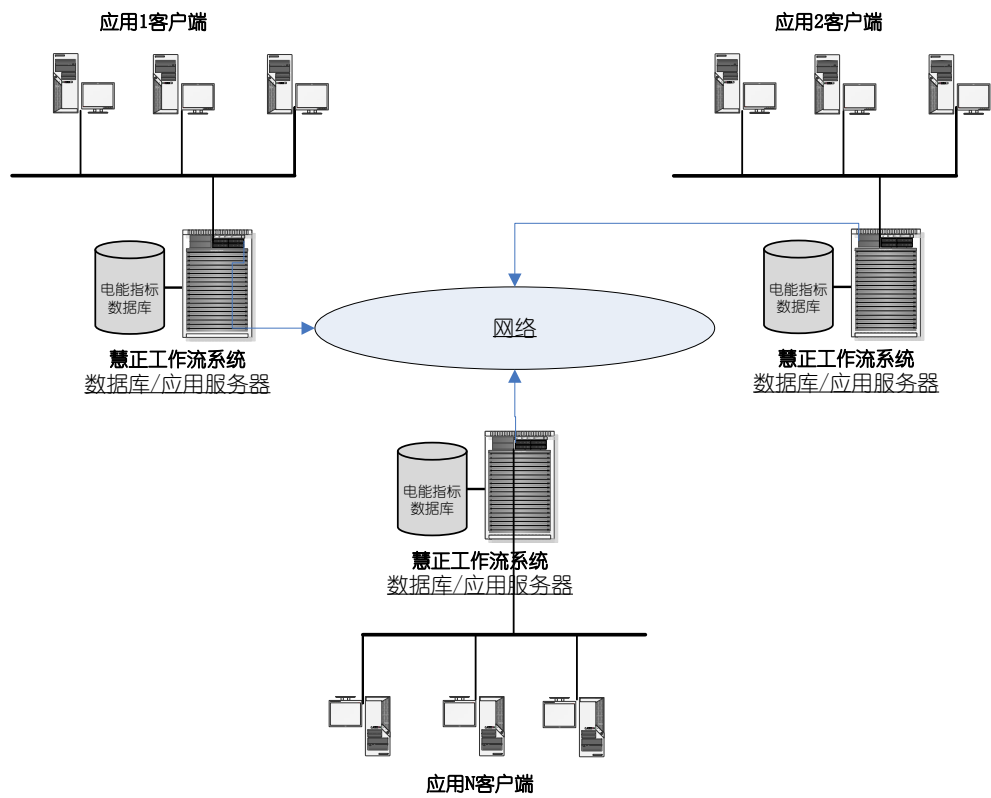 应用1客户端
应用2客户端
电能指标
数据库
慧正工作流系统
数据库/应用服务器
网络
电能指标
数据库
慧正工作流系统
数据库/应用服务器
电能指标
数据库
慧正工作流系统
数据库/应用服务器
应用N客户端